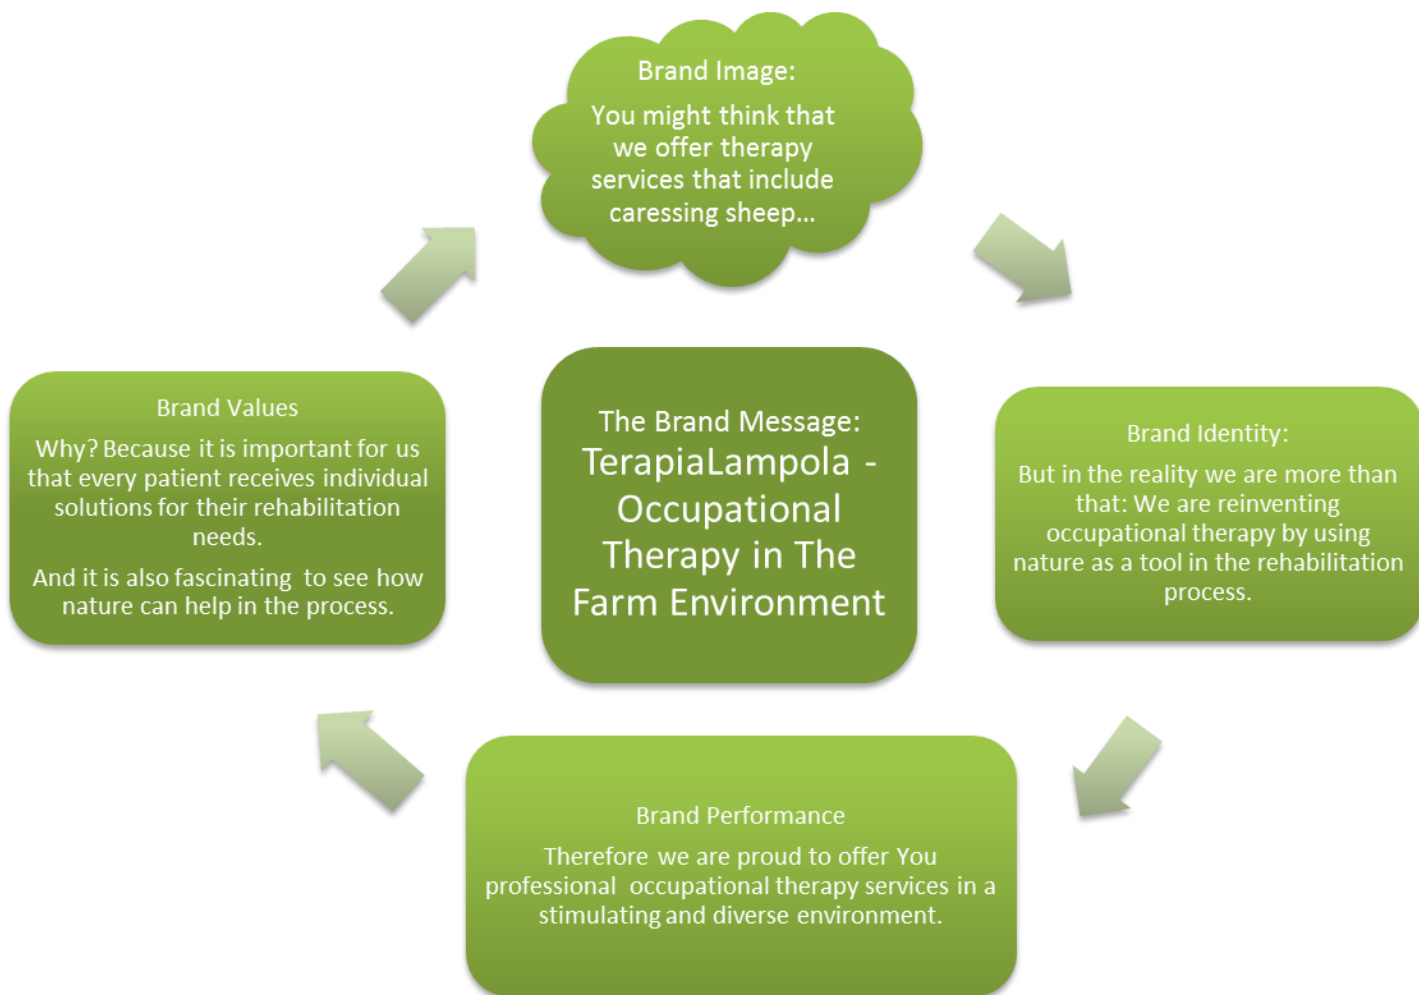 Brand Image:
You might think that
we offer therapy
services that include
caressing sheep…
The Brand Message:
TerapiaLampola -
Occupational
Therapy in The
Farm Environment
Brand Identity:
But in the reality we are more than
that: We are reinventing
occupational therapy by using
nature as a tool in the rehabilitation
process.
Brand Performance
Therefore we are proud to offer You
professional occupational therapy services in a
stimulating and diverse environment.
Brand Values
Why? Because it is important for us
that every patient receives individual
solutions for their rehabilitation
needs.
And it is also fascinating to see how
nature can help in the process.